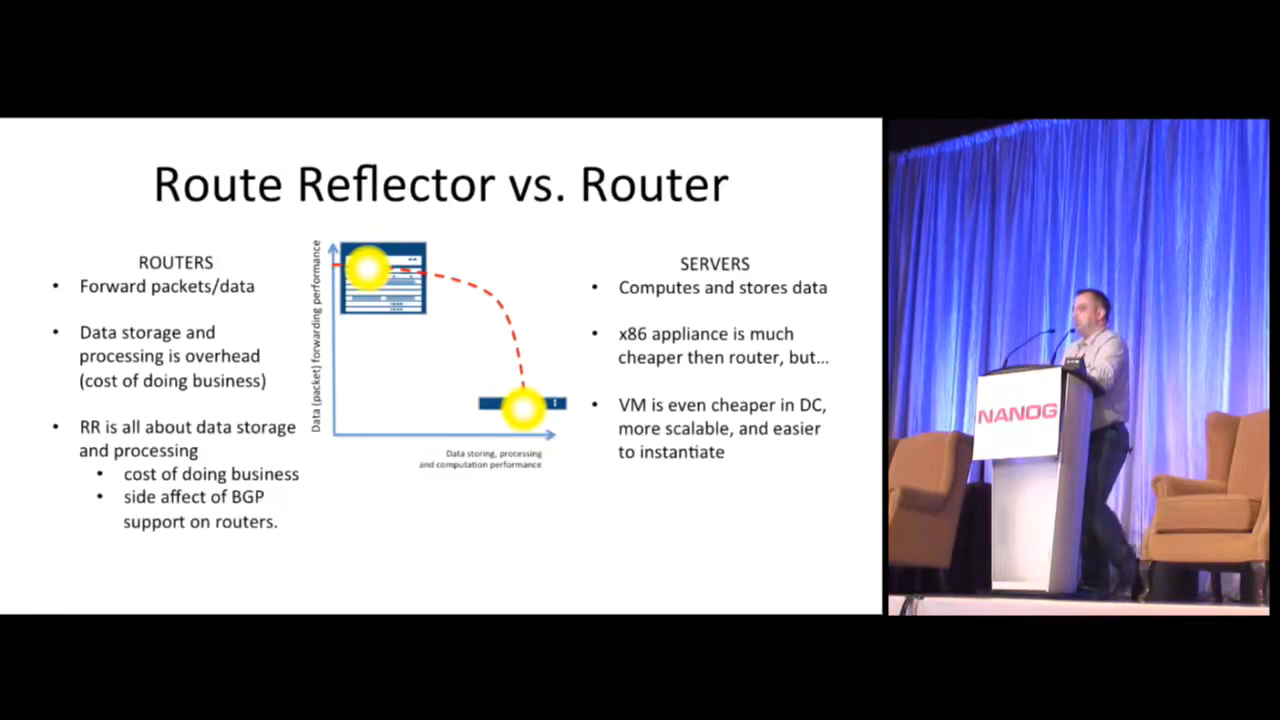 Route Reflector vs. Router
ROUTERS
• Forward packets/data
• Data storage and
processing is overhead
(cost of doing business)
• RR is all about data storage
and processing
• cost of doing business
• side affect of BGP
support on routers.
Data (packet) forwarding performance
Data storing, processing
and computation performance
SERVERS
• Computes and stores data
• x86 appliance is much
cheaper then router, but...
• VM is even cheaper in DC,
more scalable, and easier
to instantiate
NANOG